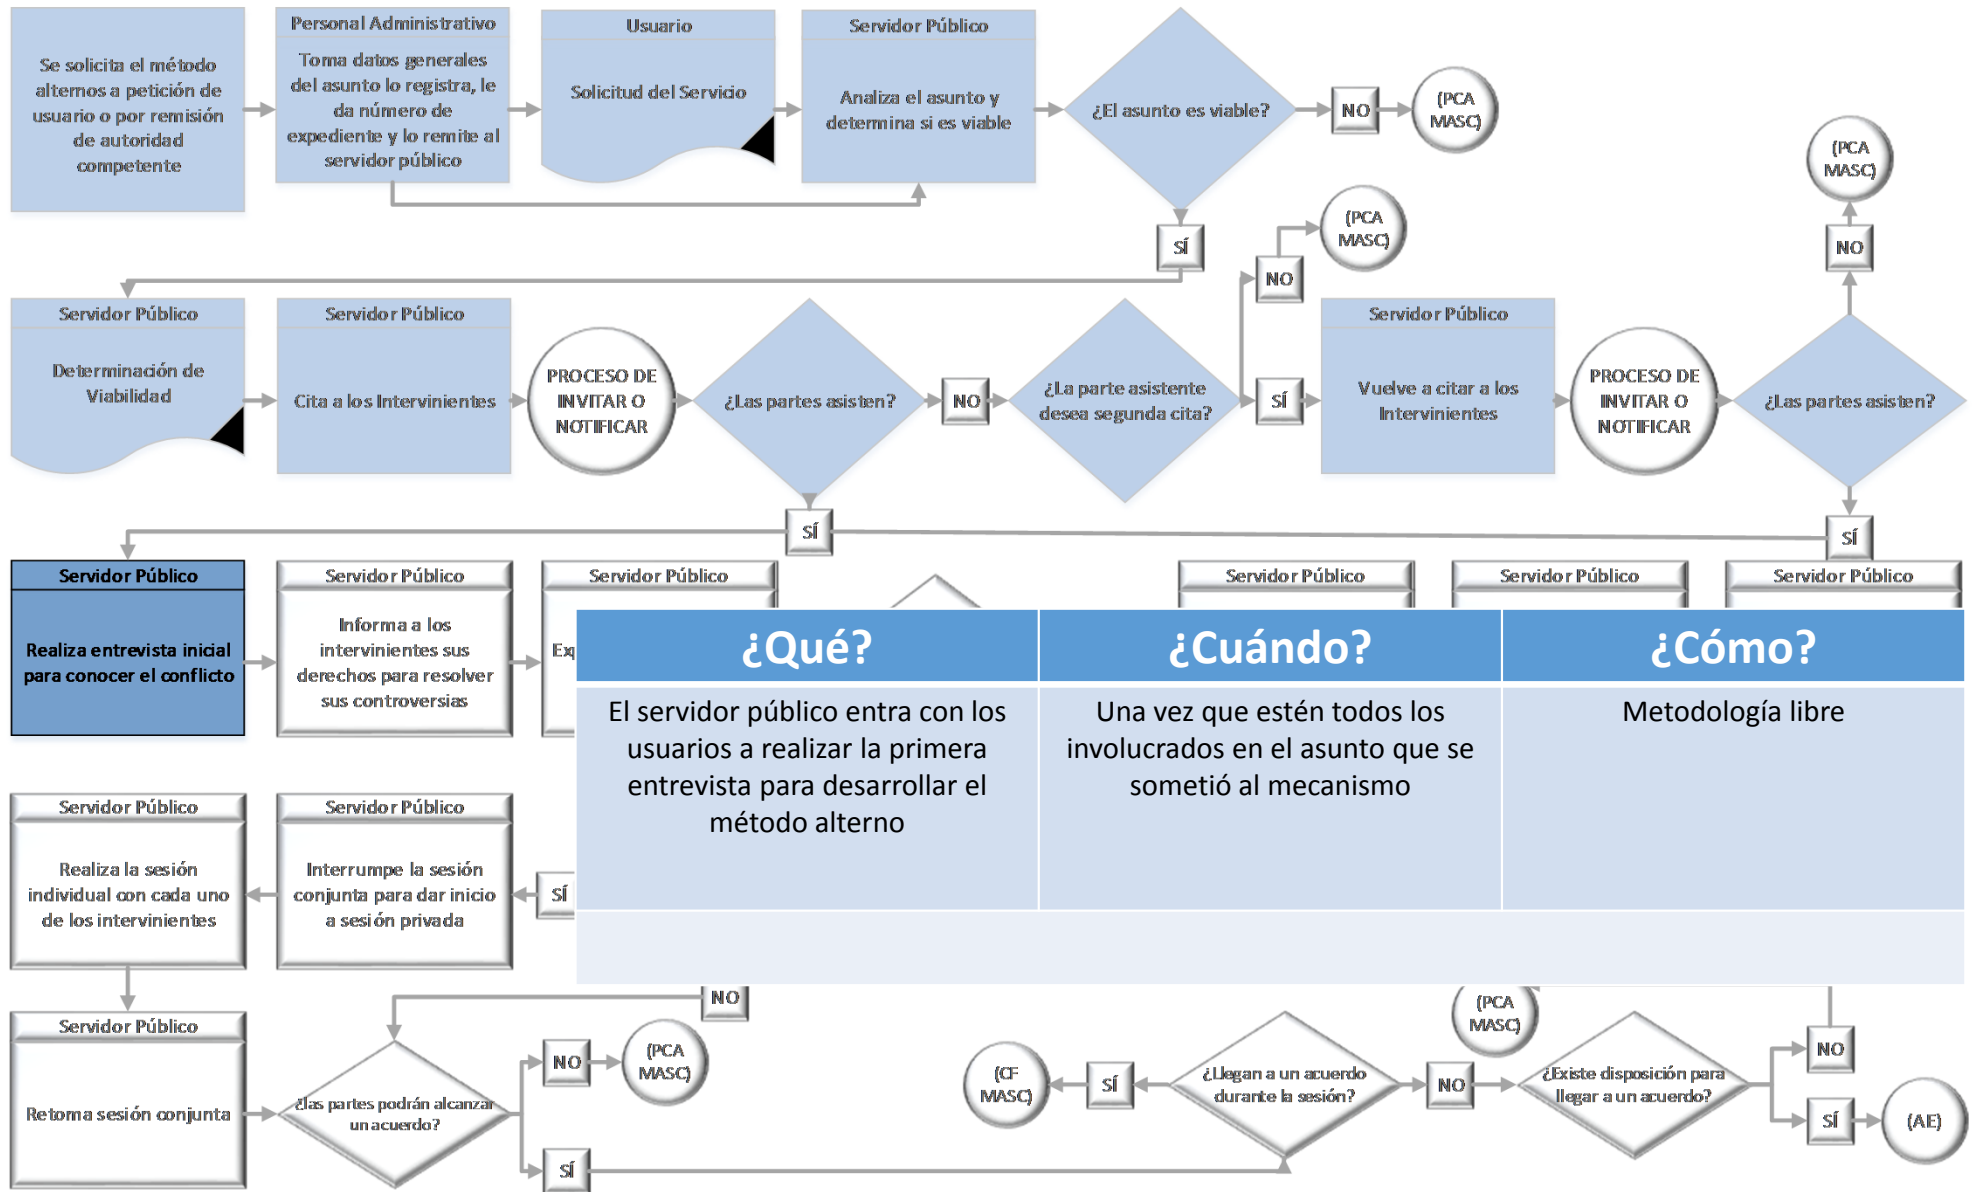 Se solicita el método
alternos a petición de
usuario o por remisión
de autoridad
competente
Personal Administrativo
Toma datos generales
del asunto lo registra, le
da número de
expediente y lo remite al
servidor público
Usuario
Solicitud del Servicio
Servidor Público
Analiza el asunto y
determina si es viable
¿El asunto es viable?
NO
(PCA
MASC)
SÍ
(PCA
MASC)
NO
(PCA
MASC)
NO
Servidor Público
Determinación de
Viabilidad
Servidor Público
Cita a los Intervinientes
PROCESO DE
INVITAR O
NOTIFICAR
¿Las partes asisten?
NO
¿La parte asistente
desea segunda cita?
SÍ
Servidor Público
Vuelve a citar a los
Intervinientes
PROCESO DE
INVITAR O
NOTIFICAR
¿Las partes asisten?
SÍ
SÍ
Servidor Público
Realiza entrevista inicial
para conocer el conflicto
Servidor Público
Informa a los
intervinientes sus
derechos para resolver
sus controversias
Servidor Público
Exp
Servidor Público
Servidor Público
Servidor Público
¿Qué?
¿Cuándo?
¿Cómo?
El servidor público entra con los
usuarios a realizar la primera
entrevista para desarrollar el
método alterno
Una vez que estén todos los
involucrados en el asunto que se
sometió al mecanismo
Metodología libre
Servidor Público
Realiza la sesión
individual con cada uno
de los intervinientes
Servidor Público
Interrumpe la sesión
conjunta para dar inicio
a sesión privada
SÍ
NO
Servidor Público
Retoma sesión conjunta
¿las partes podrán alcanzar
un acuerdo?
NO
(PCA
MASC)
SÍ
(CF
MASC)
SÍ
¿Llegan a un acuerdo
durante la sesión?
NO
(PCA
MASC)
¿Existe disposición para
llegar a un acuerdo?
NO
SÍ
(AE)